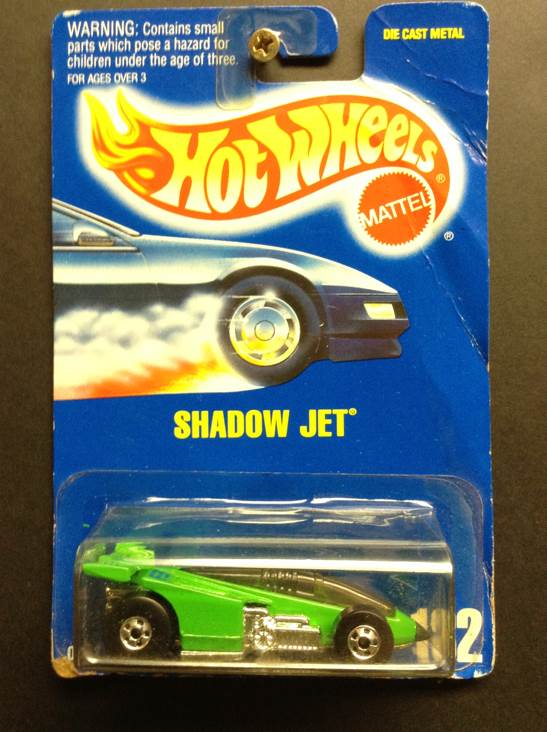 WARNING: Contains small
parts which pose a hazard for
children under the age of three.
FOR AGES OVER 3
DIE CAST METAL
HOT WHEELS®
MATTEL
®
SHADOW JET®
2